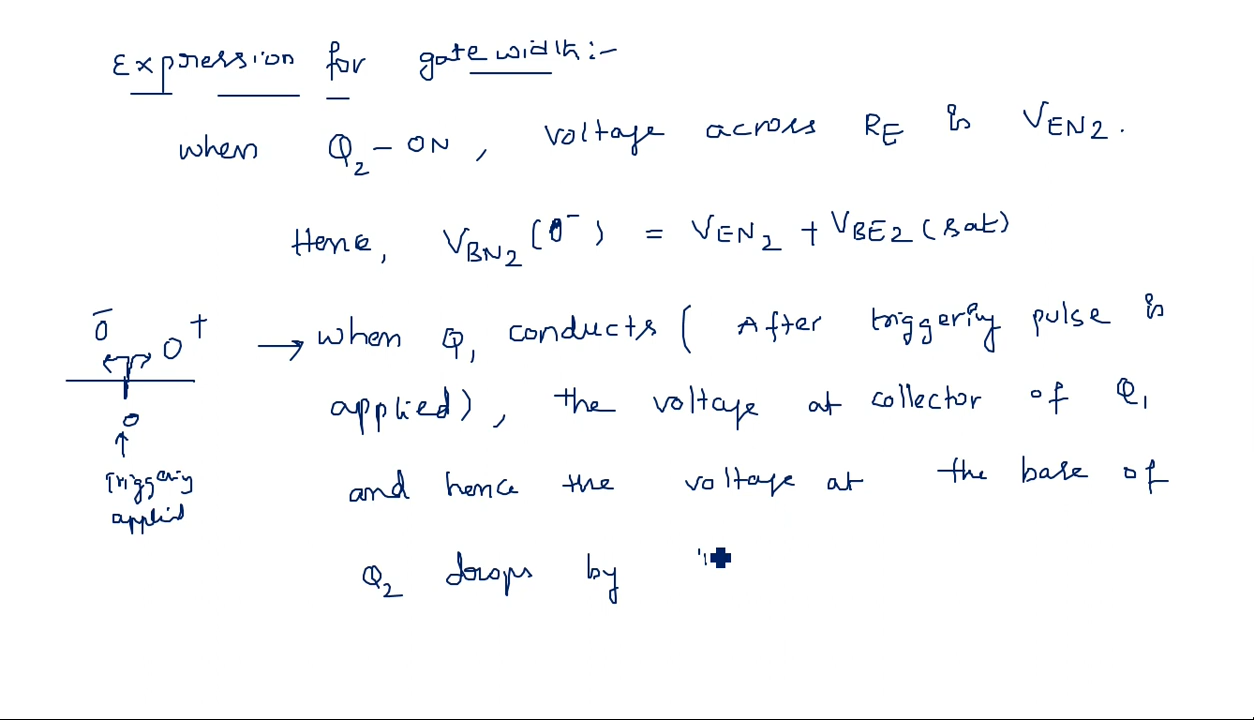 Expression for gate width:-
when Q2 - ON, voltage across RE is VEN2.
Hence, VBN2 (0-) = VEN2 + VBE2 (sat)
0- 0+
0
Triggering
applied
→ when Q1 conducts ( After triggering pulse is
applied), the voltage at collector of Q1
and hence the voltage at the base of
Q2 drops by